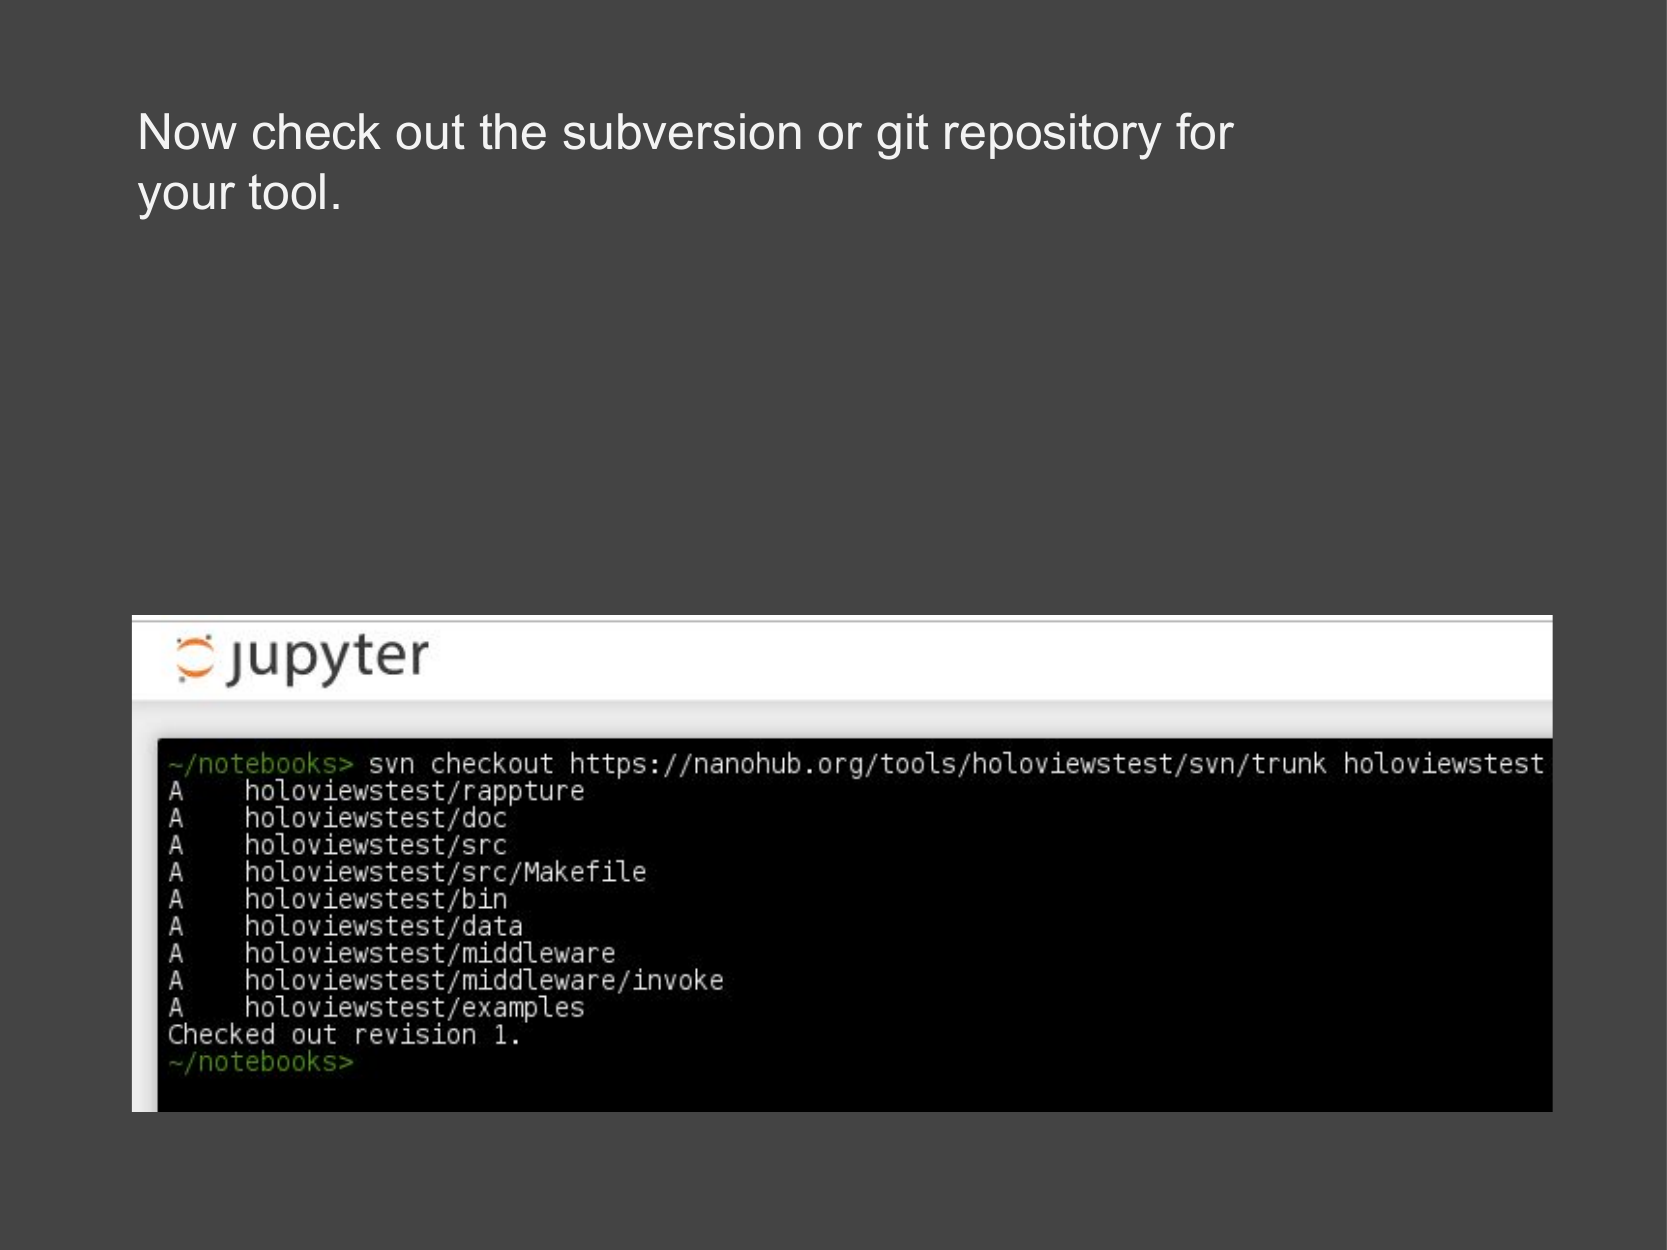 Now check out the subversion or git repository for
your tool.
jupyter
~/notebooks> svn checkout https://nanohub.org/tools/holoviewstest/svn/trunk holoviewstest
A    holoviewstest/rappture
A    holoviewstest/doc
A    holoviewstest/src
A    holoviewstest/src/Makefile
A    holoviewstest/bin
A    holoviewstest/data
A    holoviewstest/middleware
A    holoviewstest/middleware/invoke
A    holoviewstest/examples
Checked out revision 1.
~/notebooks>